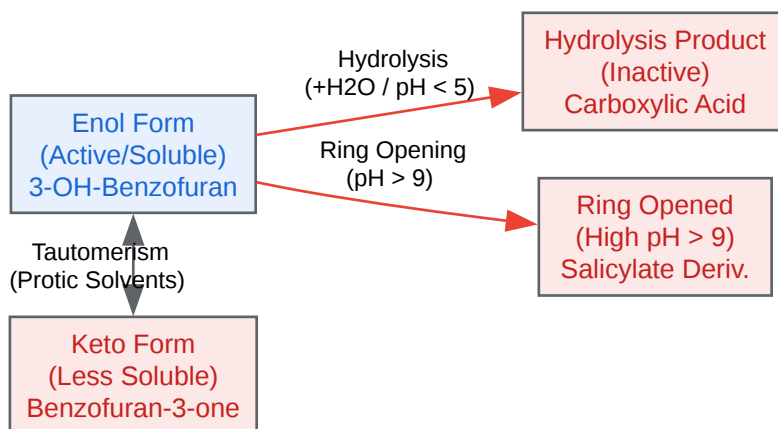 Enol Form
(Active/Soluble)
3-OH-Benzofuran
Hydrolysis
(+H2O / pH < 5)
Hydrolysis Product
(Inactive)
Carboxylic Acid
Ring Opening
(pH > 9)
Ring Opened
(High pH > 9)
Salicylate Deriv.
Tautomerism
(Protic Solvents)
Keto Form
(Less Soluble)
Benzofuran-3-one